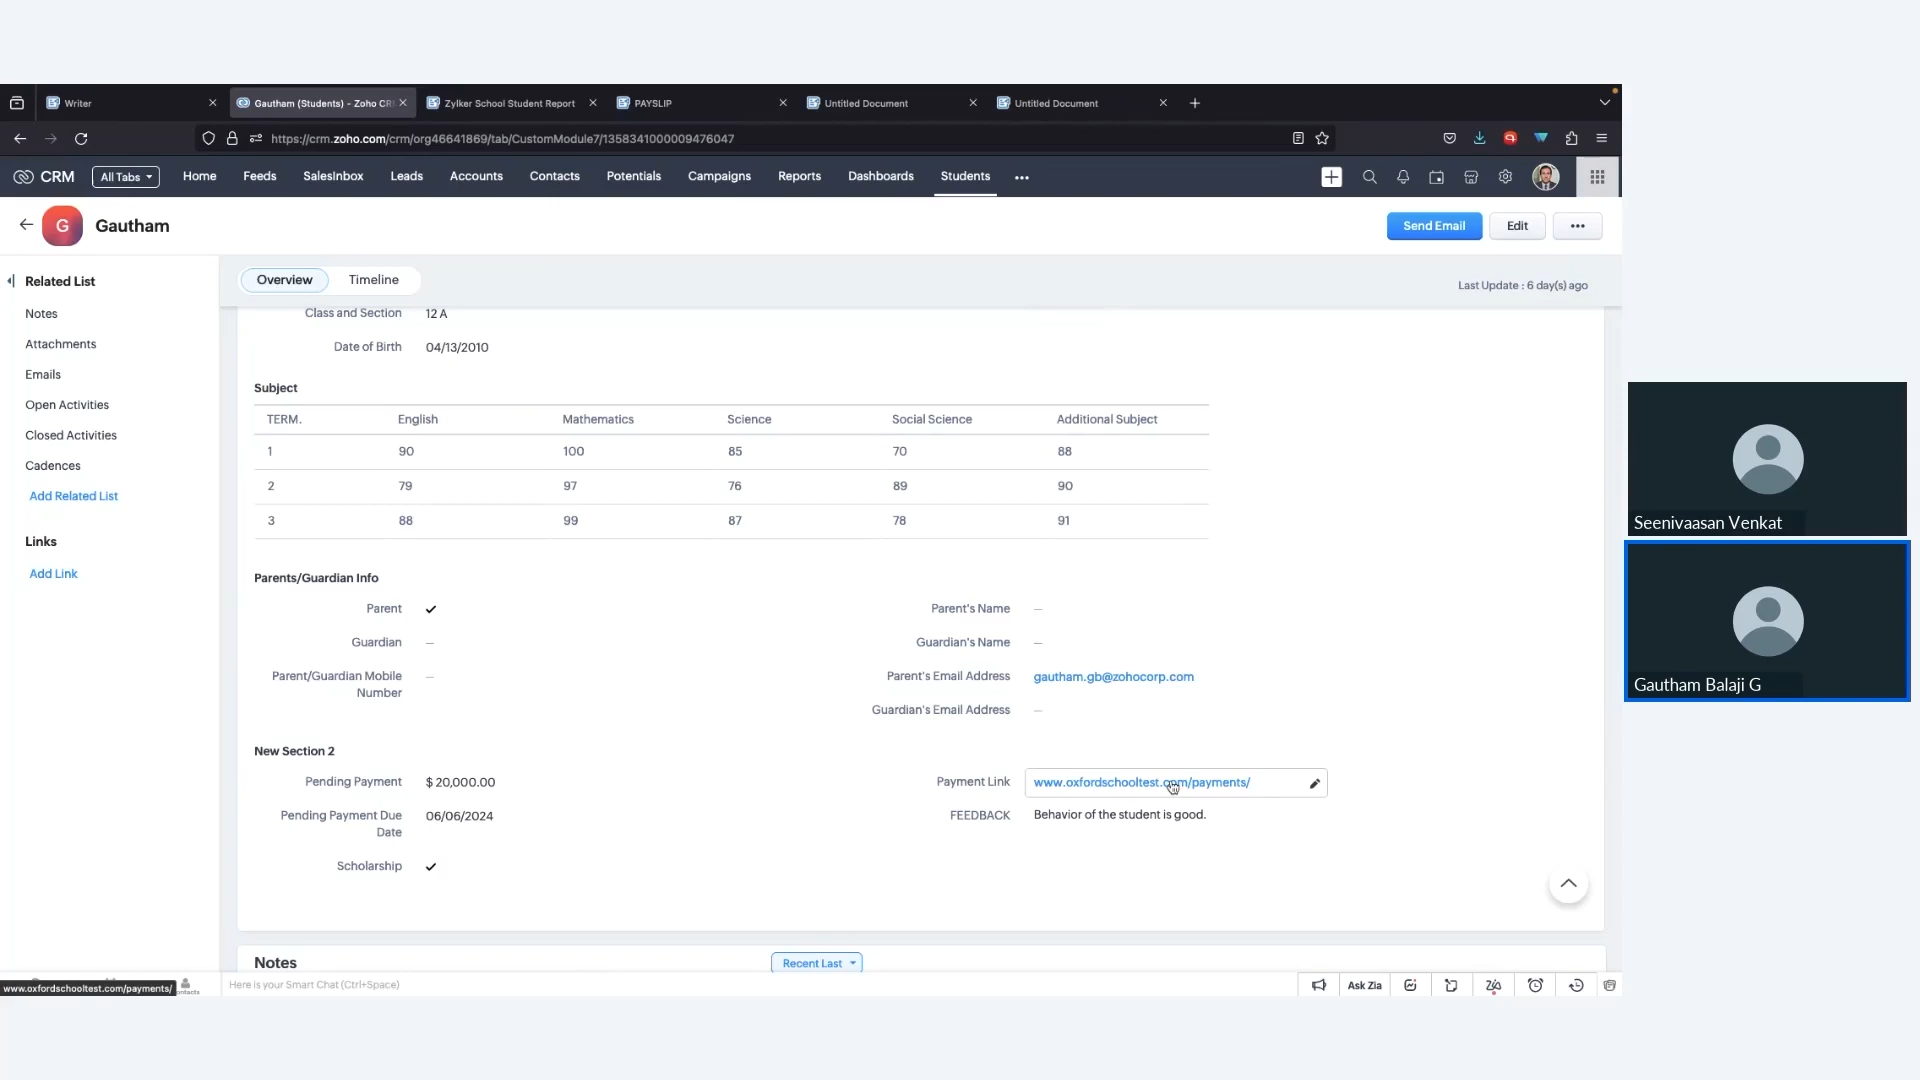 Writer
Gautham (Students) - Zoho CR
Zylker School Student Report
PAYSLIP
Untitled Document
Untitled Document
https://crm.zoho.com/crm/org46641869/tab/CustomModule7/1358341000009476047
CRM
All Tabs
Home
Feeds
SalesInbox
Leads
Accounts
Contacts
Potentials
Campaigns
Reports
Dashboards
Students
G
Gautham
Send Email
Edit
Related List
Notes
Attachments
Emails
Open Activities
Closed Activities
Cadences
Add Related List
Links
Add Link
Overview
Timeline
Last Update : 6 day(s) ago
Class and Section 12 A
Date of Birth 04/13/2010
Subject
TERM. English Mathematics Science Social Science Additional Subject
1 90 100 85 70 88
2 79 97 76 89 90
3 88 99 87 78 91
Parents/Guardian Info
Parent
Parent's Name —
Guardian —
Guardian's Name —
Parent/Guardian Mobile
Number
—
Parent's Email Address gautham.gb@zohocorp.com
Guardian's Email Address —
New Section 2
Pending Payment $ 20,000.00
Payment Link www.oxfordschooltest.com/payments/
Pending Payment Due
Date
06/06/2024
FEEDBACK Behavior of the student is good.
Scholarship
Notes
Recent Last
www.oxfordschooltest.com/payments/
Here is your Smart Chat (Ctrl+Space)
Ask Zia
Seenivaasan Venkat
Gautham Balaji G